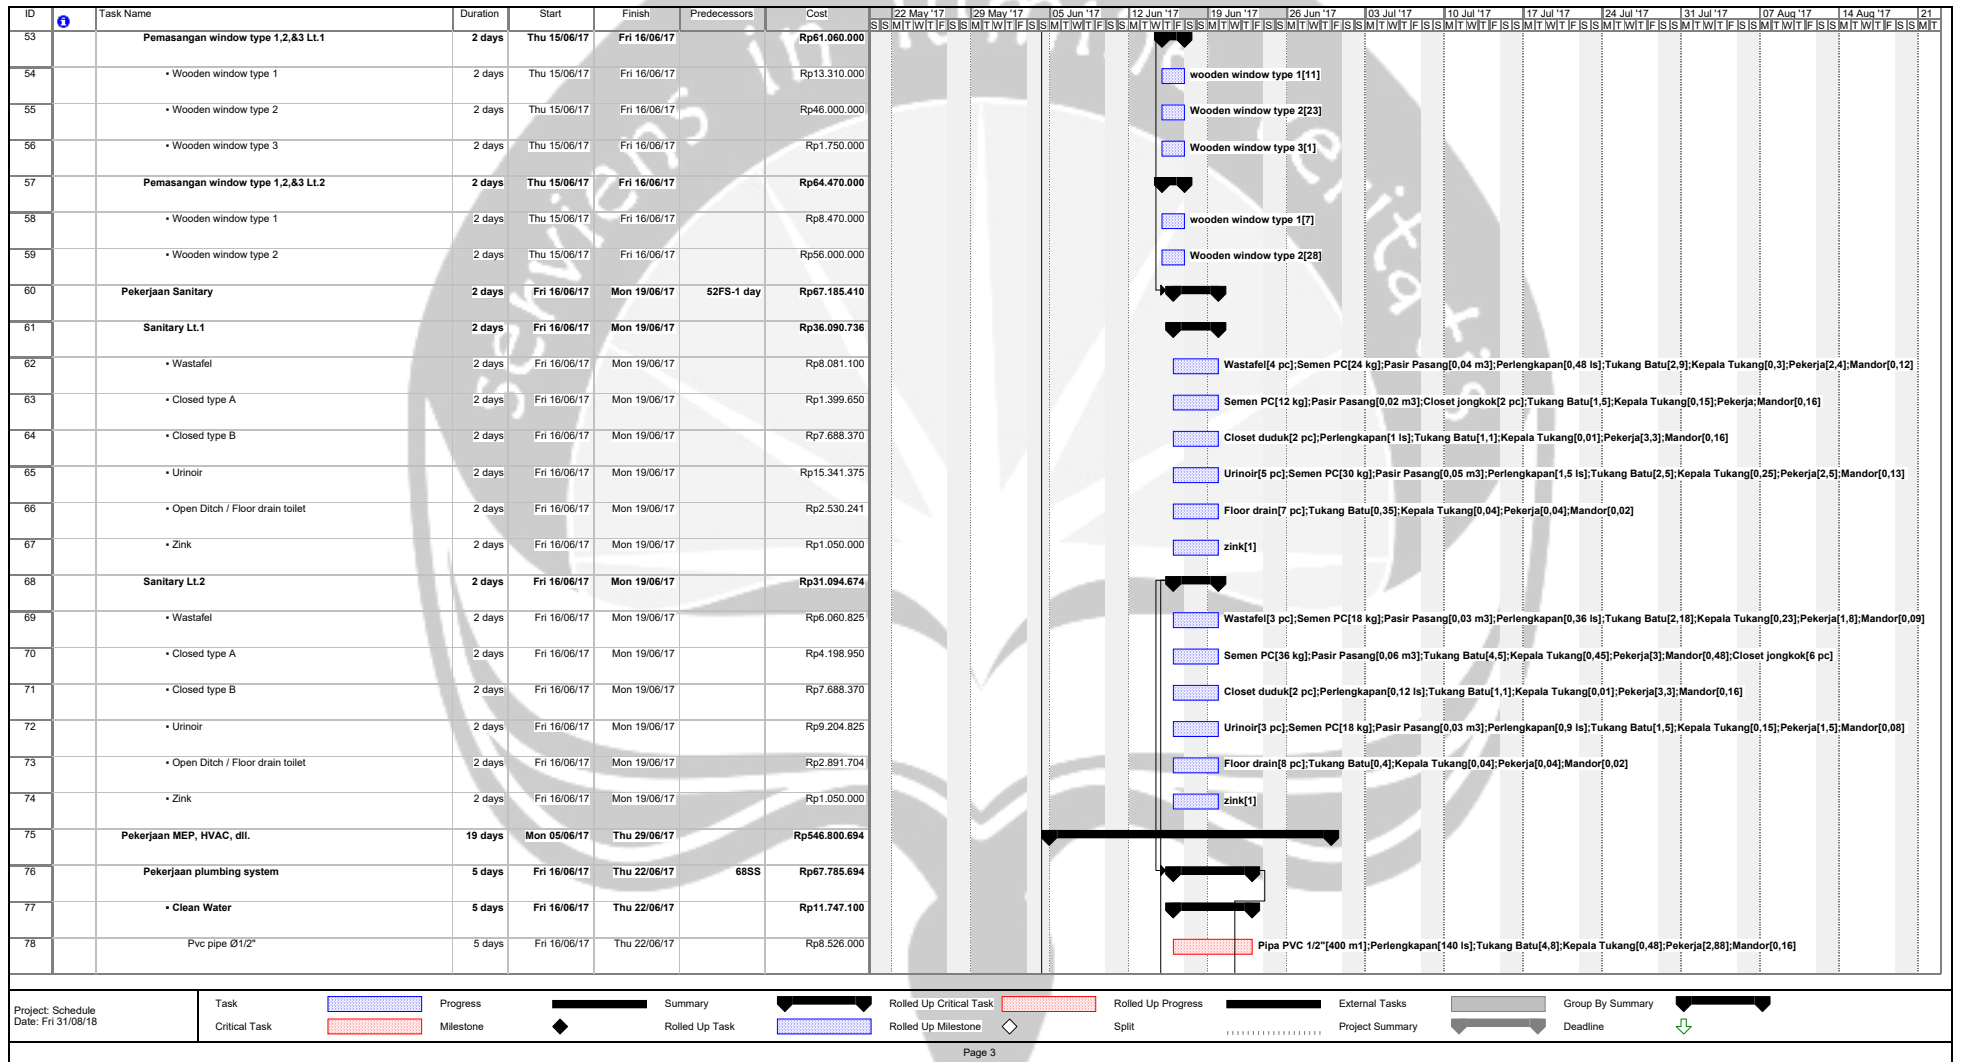 ID Task Name Duration Start Finish Predecessors Cost 22 May '17 29 May '17 05 Jun '17 12 Jun '17 19 Jun '17 26 Jun '17 03 Jul '17 10 Jul '17 17 Jul '17 24 Jul '17 31 Jul '17 07 Aug '17 14 Aug '17 21
S S M T W T F S S M T W T F S S M T W T F S S M T W T F S S M T W T F S S M T W T F S S M T W T F S S M T W T F S S M T W T F S S M T W T F S S M T W T F S S M T W T F S S M T W T F S S M T
53 Pemasangan window type 1,2,&3 Lt.1 2 days Thu 15/06/17 Fri 16/06/17 Rp61.060.000
54 ▪ Wooden window type 1 2 days Thu 15/06/17 Fri 16/06/17 Rp13.310.000 wooden window type 1[11]
55 ▪ Wooden window type 2 2 days Thu 15/06/17 Fri 16/06/17 Rp46.000.000 Wooden window type 2[23]
56 ▪ Wooden window type 3 2 days Thu 15/06/17 Fri 16/06/17 Rp1.750.000 Wooden window type 3[1]
57 Pemasangan window type 1,2,&3 Lt.2 2 days Thu 15/06/17 Fri 16/06/17 Rp64.470.000
58 ▪ Wooden window type 1 2 days Thu 15/06/17 Fri 16/06/17 Rp8.470.000 wooden window type 1[7]
59 ▪ Wooden window type 2 2 days Thu 15/06/17 Fri 16/06/17 Rp56.000.000 Wooden window type 2[28]
60 Pekerjaan Sanitary 2 days Fri 16/06/17 Mon 19/06/17 52FS-1 day Rp67.185.410
61 Sanitary Lt.1 2 days Fri 16/06/17 Mon 19/06/17 Rp36.090.736
62 ▪ Wastafel 2 days Fri 16/06/17 Mon 19/06/17 Rp8.081.100 Wastafel[4 pc];Semen PC[24 kg];Pasir Pasang[0,04 m3];Perlengkapan[0,48 ls];Tukang Batu[2,9];Kepala Tukang[0,3];Pekerja[2,4];Mandor[0,12]
63 ▪ Closed type A 2 days Fri 16/06/17 Mon 19/06/17 Rp1.399.650 Semen PC[12 kg];Pasir Pasang[0,02 m3];Closet jongkok[2 pc];Tukang Batu[1,5];Kepala Tukang[0,15];Pekerja;Mandor[0,16]
64 ▪ Closed type B 2 days Fri 16/06/17 Mon 19/06/17 Rp7.688.370 Closet duduk[2 pc];Perlengkapan[1 ls];Tukang Batu[1,1];Kepala Tukang[0,01];Pekerja[3,3];Mandor[0,16]
65 ▪ Urinoir 2 days Fri 16/06/17 Mon 19/06/17 Rp15.341.375 Urinoir[5 pc];Semen PC[30 kg];Pasir Pasang[0,05 m3];Perlengkapan[1,5 ls];Tukang Batu[2,5];Kepala Tukang[0,25];Pekerja[2,5];Mandor[0,13]
66 ▪ Open Ditch / Floor drain toilet 2 days Fri 16/06/17 Mon 19/06/17 Rp2.530.241 Floor drain[7 pc];Tukang Batu[0,35];Kepala Tukang[0,04];Pekerja[0,04];Mandor[0,02]
67 ▪ Zink 2 days Fri 16/06/17 Mon 19/06/17 Rp1.050.000 zink[1]
68 Sanitary Lt.2 2 days Fri 16/06/17 Mon 19/06/17 Rp31.094.674
69 ▪ Wastafel 2 days Fri 16/06/17 Mon 19/06/17 Rp6.060.825 Wastafel[3 pc];Semen PC[18 kg];Pasir Pasang[0,03 m3];Perlengkapan[0,36 ls];Tukang Batu[2,18];Kepala Tukang[0,23];Pekerja[1,8];Mandor[0,09]
70 ▪ Closed type A 2 days Fri 16/06/17 Mon 19/06/17 Rp4.198.950 Semen PC[36 kg];Pasir Pasang[0,06 m3];Tukang Batu[4,5];Kepala Tukang[0,45];Pekerja[3];Mandor[0,48];Closet jongkok[6 pc]
71 ▪ Closed type B 2 days Fri 16/06/17 Mon 19/06/17 Rp7.688.370 Closet duduk[2 pc];Perlengkapan[0,12 ls];Tukang Batu[1,1];Kepala Tukang[0,01];Pekerja[3,3];Mandor[0,16]
72 ▪ Urinoir 2 days Fri 16/06/17 Mon 19/06/17 Rp9.204.825 Urinoir[3 pc];Semen PC[18 kg];Pasir Pasang[0,03 m3];Perlengkapan[0,9 ls];Tukang Batu[1,5];Kepala Tukang[0,15];Pekerja[1,5];Mandor[0,08]
73 ▪ Open Ditch / Floor drain toilet 2 days Fri 16/06/17 Mon 19/06/17 Rp2.891.704 Floor drain[8 pc];Tukang Batu[0,4];Kepala Tukang[0,04];Pekerja[0,04];Mandor[0,02]
74 ▪ Zink 2 days Fri 16/06/17 Mon 19/06/17 Rp1.050.000 zink[1]
75 Pekerjaan MEP, HVAC, dll. 19 days Mon 05/06/17 Thu 29/06/17 Rp546.800.694
76 Pekerjaan plumbing system 5 days Fri 16/06/17 Thu 22/06/17 68SS Rp67.785.694
77 ▪ Clean Water 5 days Fri 16/06/17 Thu 22/06/17 Rp11.747.100
78 Pvc pipe Ø1/2" 5 days Fri 16/06/17 Thu 22/06/17 Rp8.526.000 Pipa PVC 1/2"[400 m1];Perlengkapan[140 ls];Tukang Batu[4,8];Kepala Tukang[0,48];Pekerja[2,88];Mandor[0,16]
serviens in lumine veritatis
Project: Schedule
Date: Fri 31/08/18
Task Progress Summary Rolled Up Critical Task Rolled Up Progress External Tasks Group By Summary
Critical Task Milestone Rolled Up Task Rolled Up Milestone Split Project Summary Deadline
Page 3